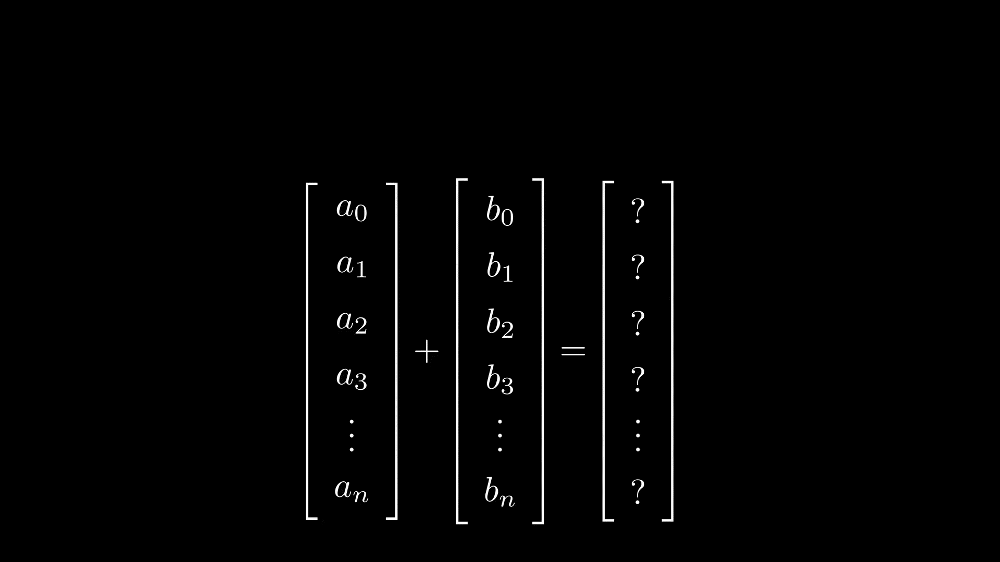 a₀ b₀ ?
a₁ b₁ ?
a₂ b₂ ?
+ =
a₃ b₃ ?
⋮ ⋮ ⋮
aₙ bₙ ?